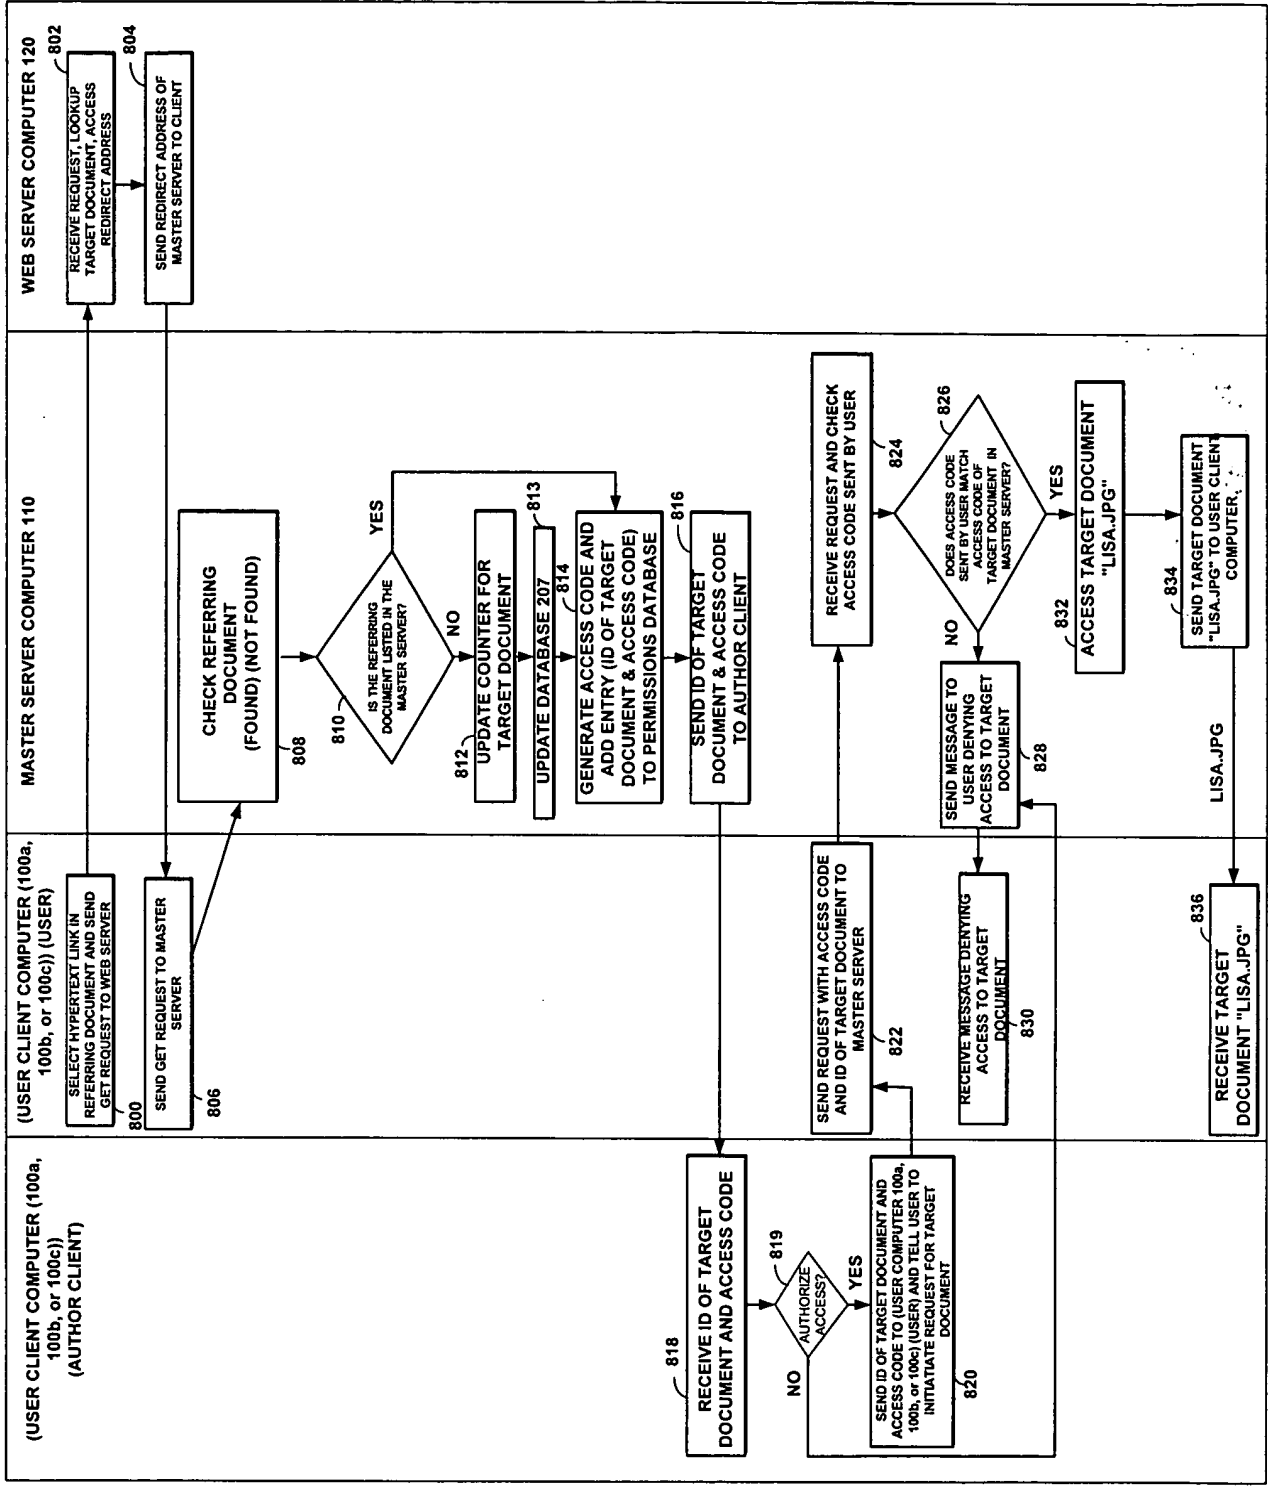 (USER CLIENT COMPUTER (100a,
100b, or 100c))
(AUTHOR CLIENT)
(USER CLIENT COMPUTER (100a,
100b, or 100c)) (USER)
MASTER SERVER COMPUTER 110
WEB SERVER COMPUTER 120
SELECT HYPERTEXT LINK IN
REFERRING DOCUMENT AND SEND
GET REQUEST TO WEB SERVER
800
RECEIVE REQUEST, LOOKUP
TARGET DOCUMENT, ACCESS
REDIRECT ADDRESS
802
SEND REDIRECT ADDRESS OF
MASTER SERVER TO CLIENT
804
SEND GET REQUEST TO MASTER
SERVER
806
CHECK REFERRING
DOCUMENT
(FOUND) (NOT FOUND)
808
IS THE REFERRING
DOCUMENT LISTED IN THE
MASTER SERVER?
810
YES
NO
UPDATE COUNTER FOR
TARGET DOCUMENT
812
UPDATE DATABASE 207
813
GENERATE ACCESS CODE AND
ADD ENTRY (ID OF TARGET
DOCUMENT & ACCESS CODE)
TO PERMISSIONS DATABASE
814
SEND ID OF TARGET
DOCUMENT & ACCESS CODE
TO AUTHOR CLIENT
816
RECEIVE ID OF TARGET
DOCUMENT AND ACCESS CODE
818
AUTHORIZE
ACCESS?
819
NO
YES
SEND ID OF TARGET DOCUMENT AND
ACCESS CODE TO (USER COMPUTER 100a,
100b, or 100c) (USER) AND TELL USER TO
INITIATIATE REQUEST FOR TARGET
DOCUMENT
820
SEND REQUEST WITH ACCESS CODE
AND ID OF TARGET DOCUMENT TO
MASTER SERVER
822
RECEIVE REQUEST AND CHECK
ACCESS CODE SENT BY USER
824
DOES ACCESS CODE
SENT BY USER MATCH
ACCESS CODE OF
TARGET DOCUMENT IN
MASTER SERVER?
826
NO
YES
SEND MESSAGE TO
USER DENYING
ACCESS TO TARGET
DOCUMENT
828
RECEIVE MESSAGE DENYING
ACCESS TO TARGET
DOCUMENT
830
ACCESS TARGET DOCUMENT
"LISA.JPG"
832
SEND TARGET DOCUMENT
"LISA.JPG" TO USER CLIENT
COMPUTER
834
LISA.JPG
RECEIVE TARGET
DOCUMENT "LISA.JPG"
836